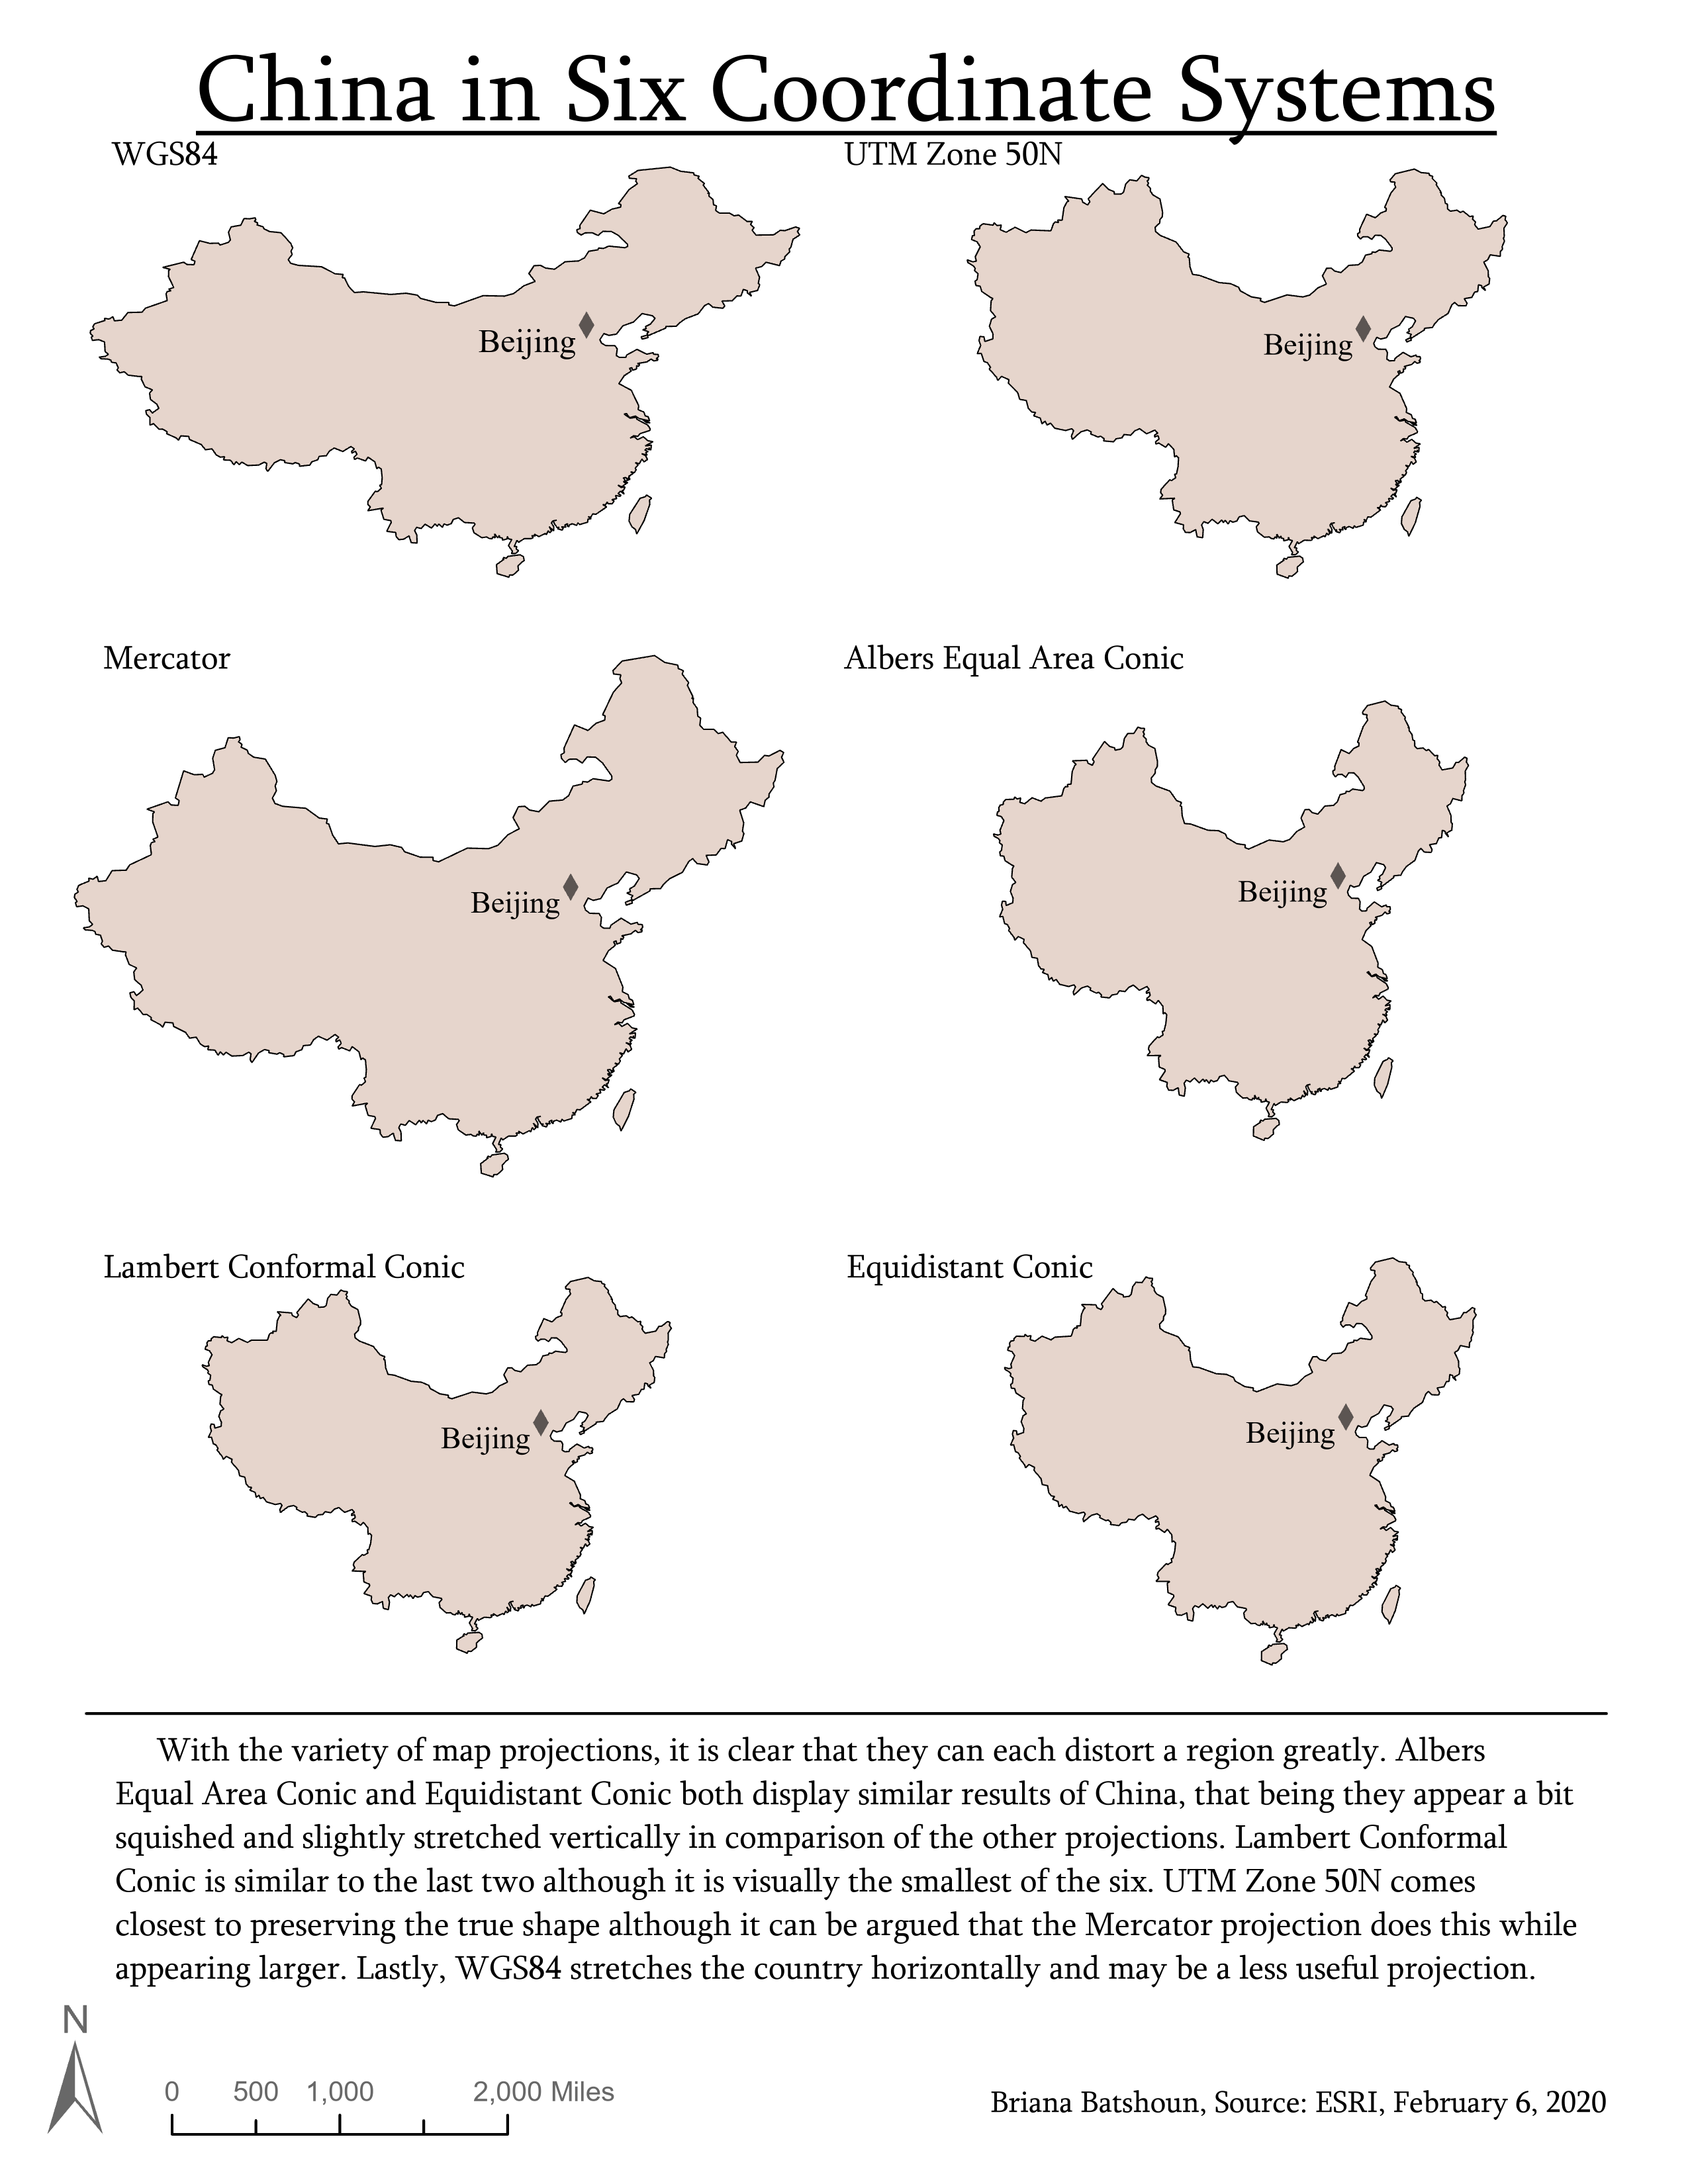 China in Six Coordinate Systems
WGS84
UTM Zone 50N
Beijing
Beijing
Mercator
Albers Equal Area Conic
Beijing
Beijing
Lambert Conformal Conic
Equidistant Conic
Beijing
Beijing
With the variety of map projections, it is clear that they can each distort a region greatly. Albers
Equal Area Conic and Equidistant Conic both display similar results of China, that being they appear a bit
squished and slightly stretched vertically in comparison of the other projections. Lambert Conformal
Conic is similar to the last two although it is visually the smallest of the six. UTM Zone 50N comes
closest to preserving the true shape although it can be argued that the Mercator projection does this while
appearing larger. Lastly, WGS84 stretches the country horizontally and may be a less useful projection.
N
0 500 1,000 2,000 Miles
Briana Batshoun, Source: ESRI, February 6, 2020